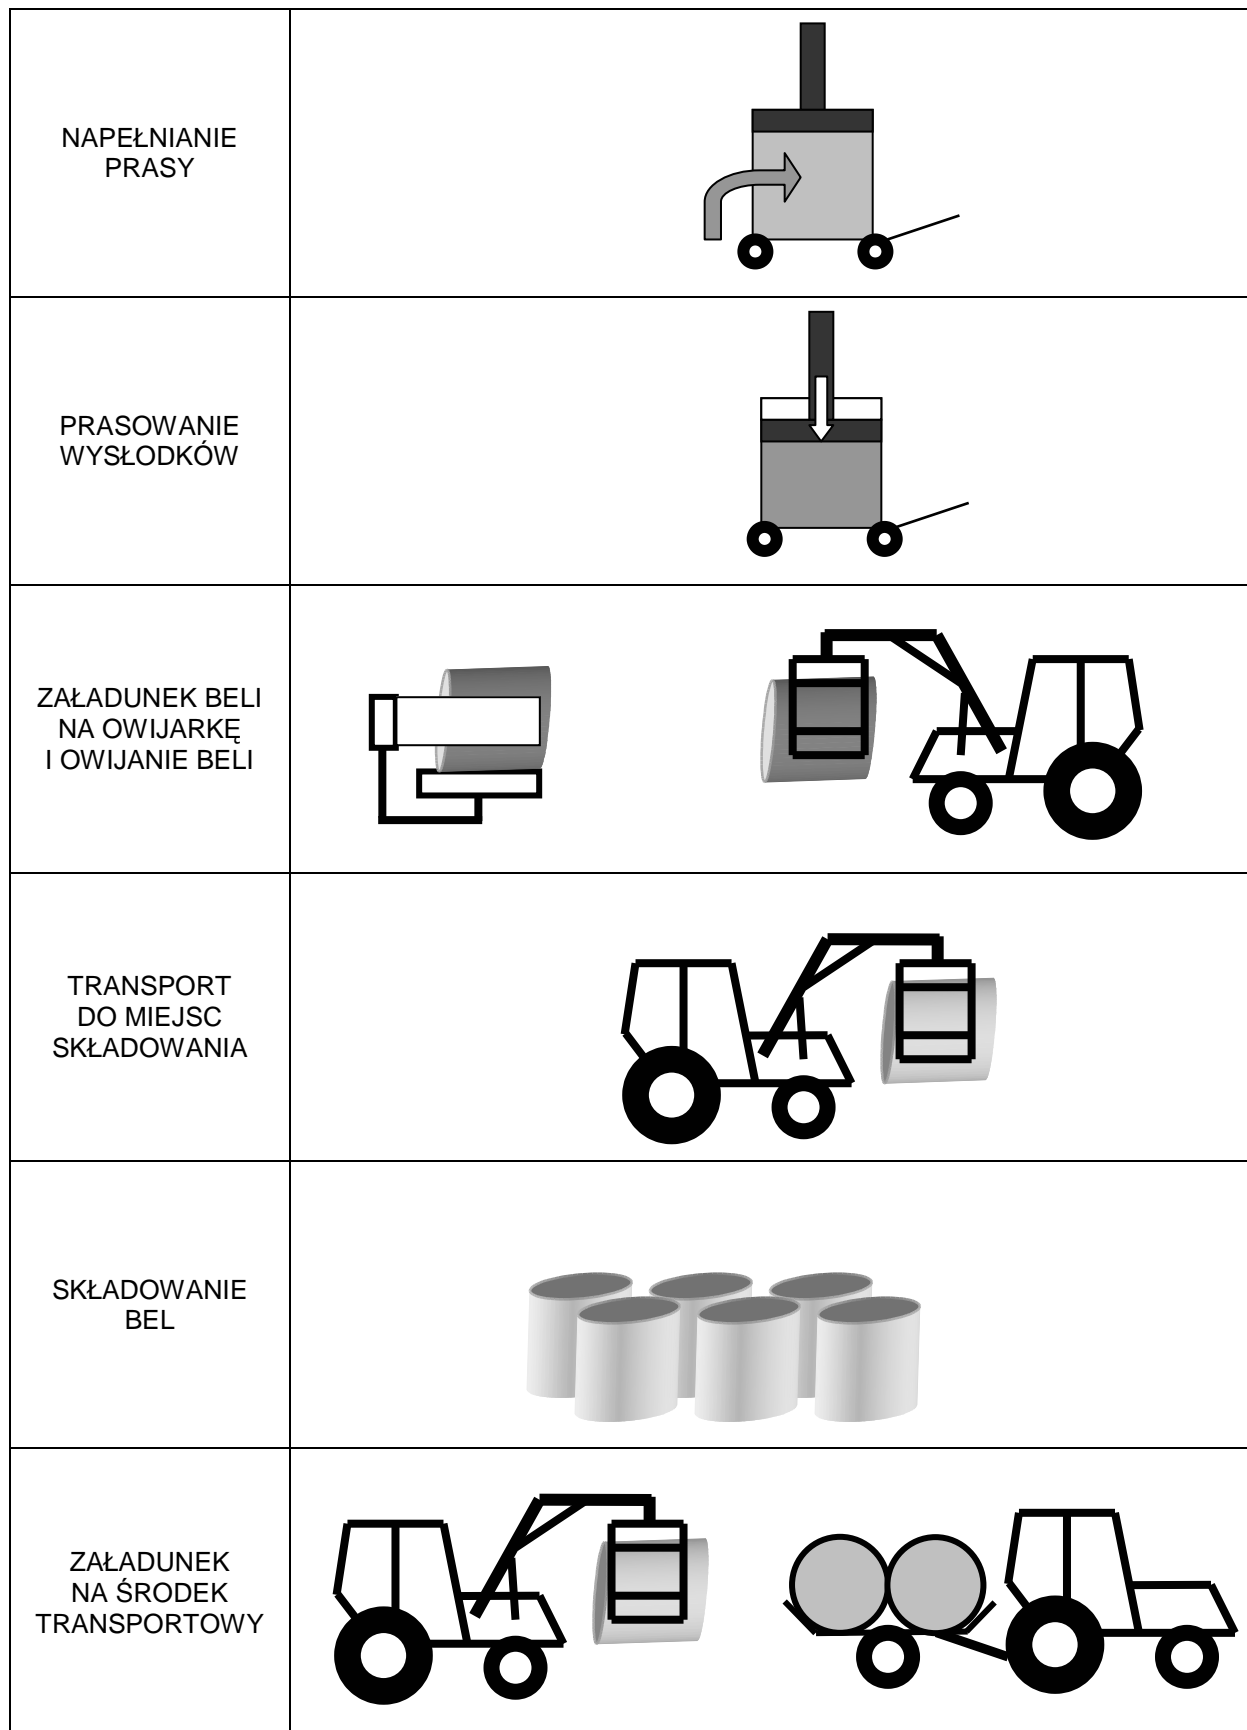 NAPEŁNIANIE
PRASY
PRASOWANIE
WYSŁODKÓW
ZAŁADUNEK BELI
NA OWIJARKĘ
I OWIJANIE BELI
TRANSPORT
DO MIEJSC
SKŁADOWANIA
SKŁADOWANIE
BEL
ZAŁADUNEK
NA ŚRODEK
TRANSPORTOWY